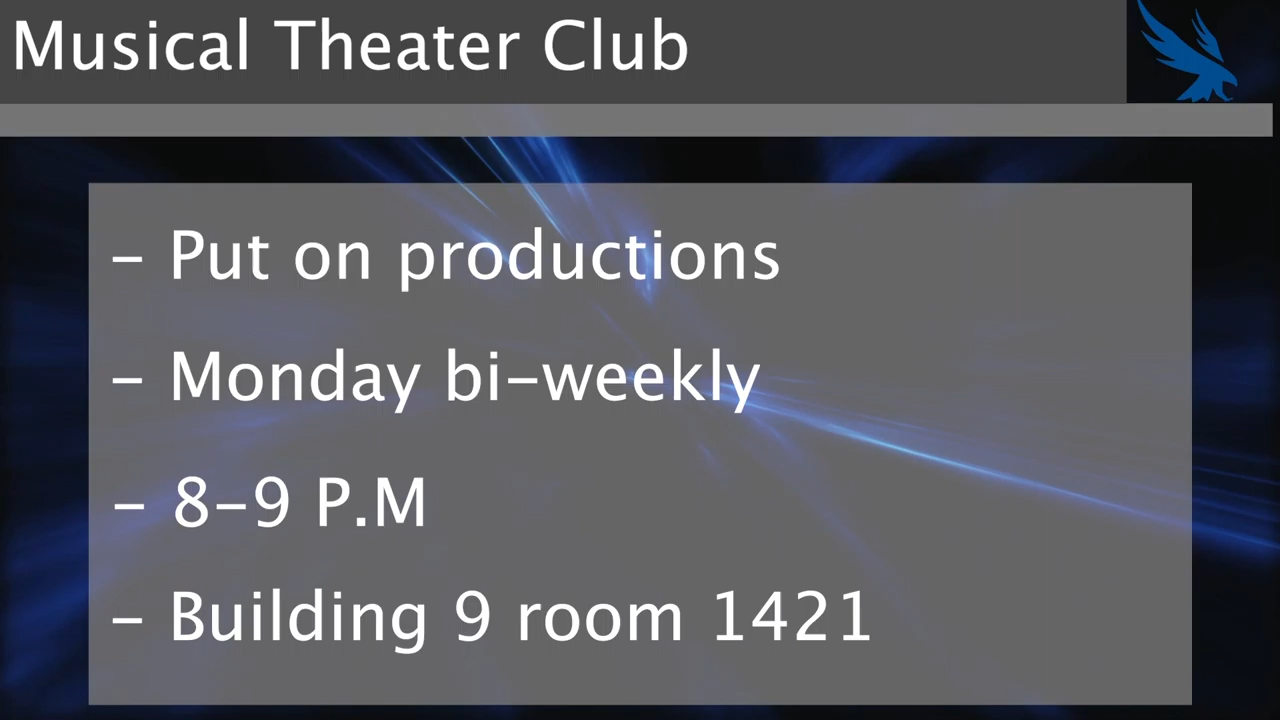 Musical Theater Club
- Put on productions
- Monday bi-weekly
- 8-9 P.M
- Building 9 room 1421